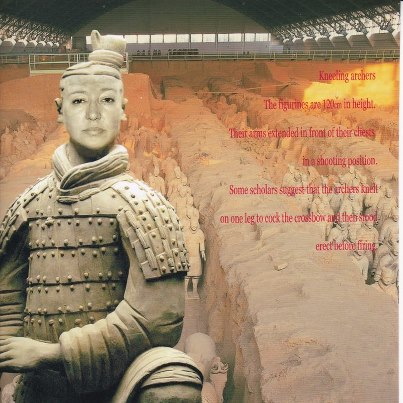 Kneeling archers
The figurines are 120cm in height.
Their arms extended in front of their chests
in a shooting position.
Some scholars suggest that the archers knelt
on one leg to cock the crossbow and then stood
erect before firing.